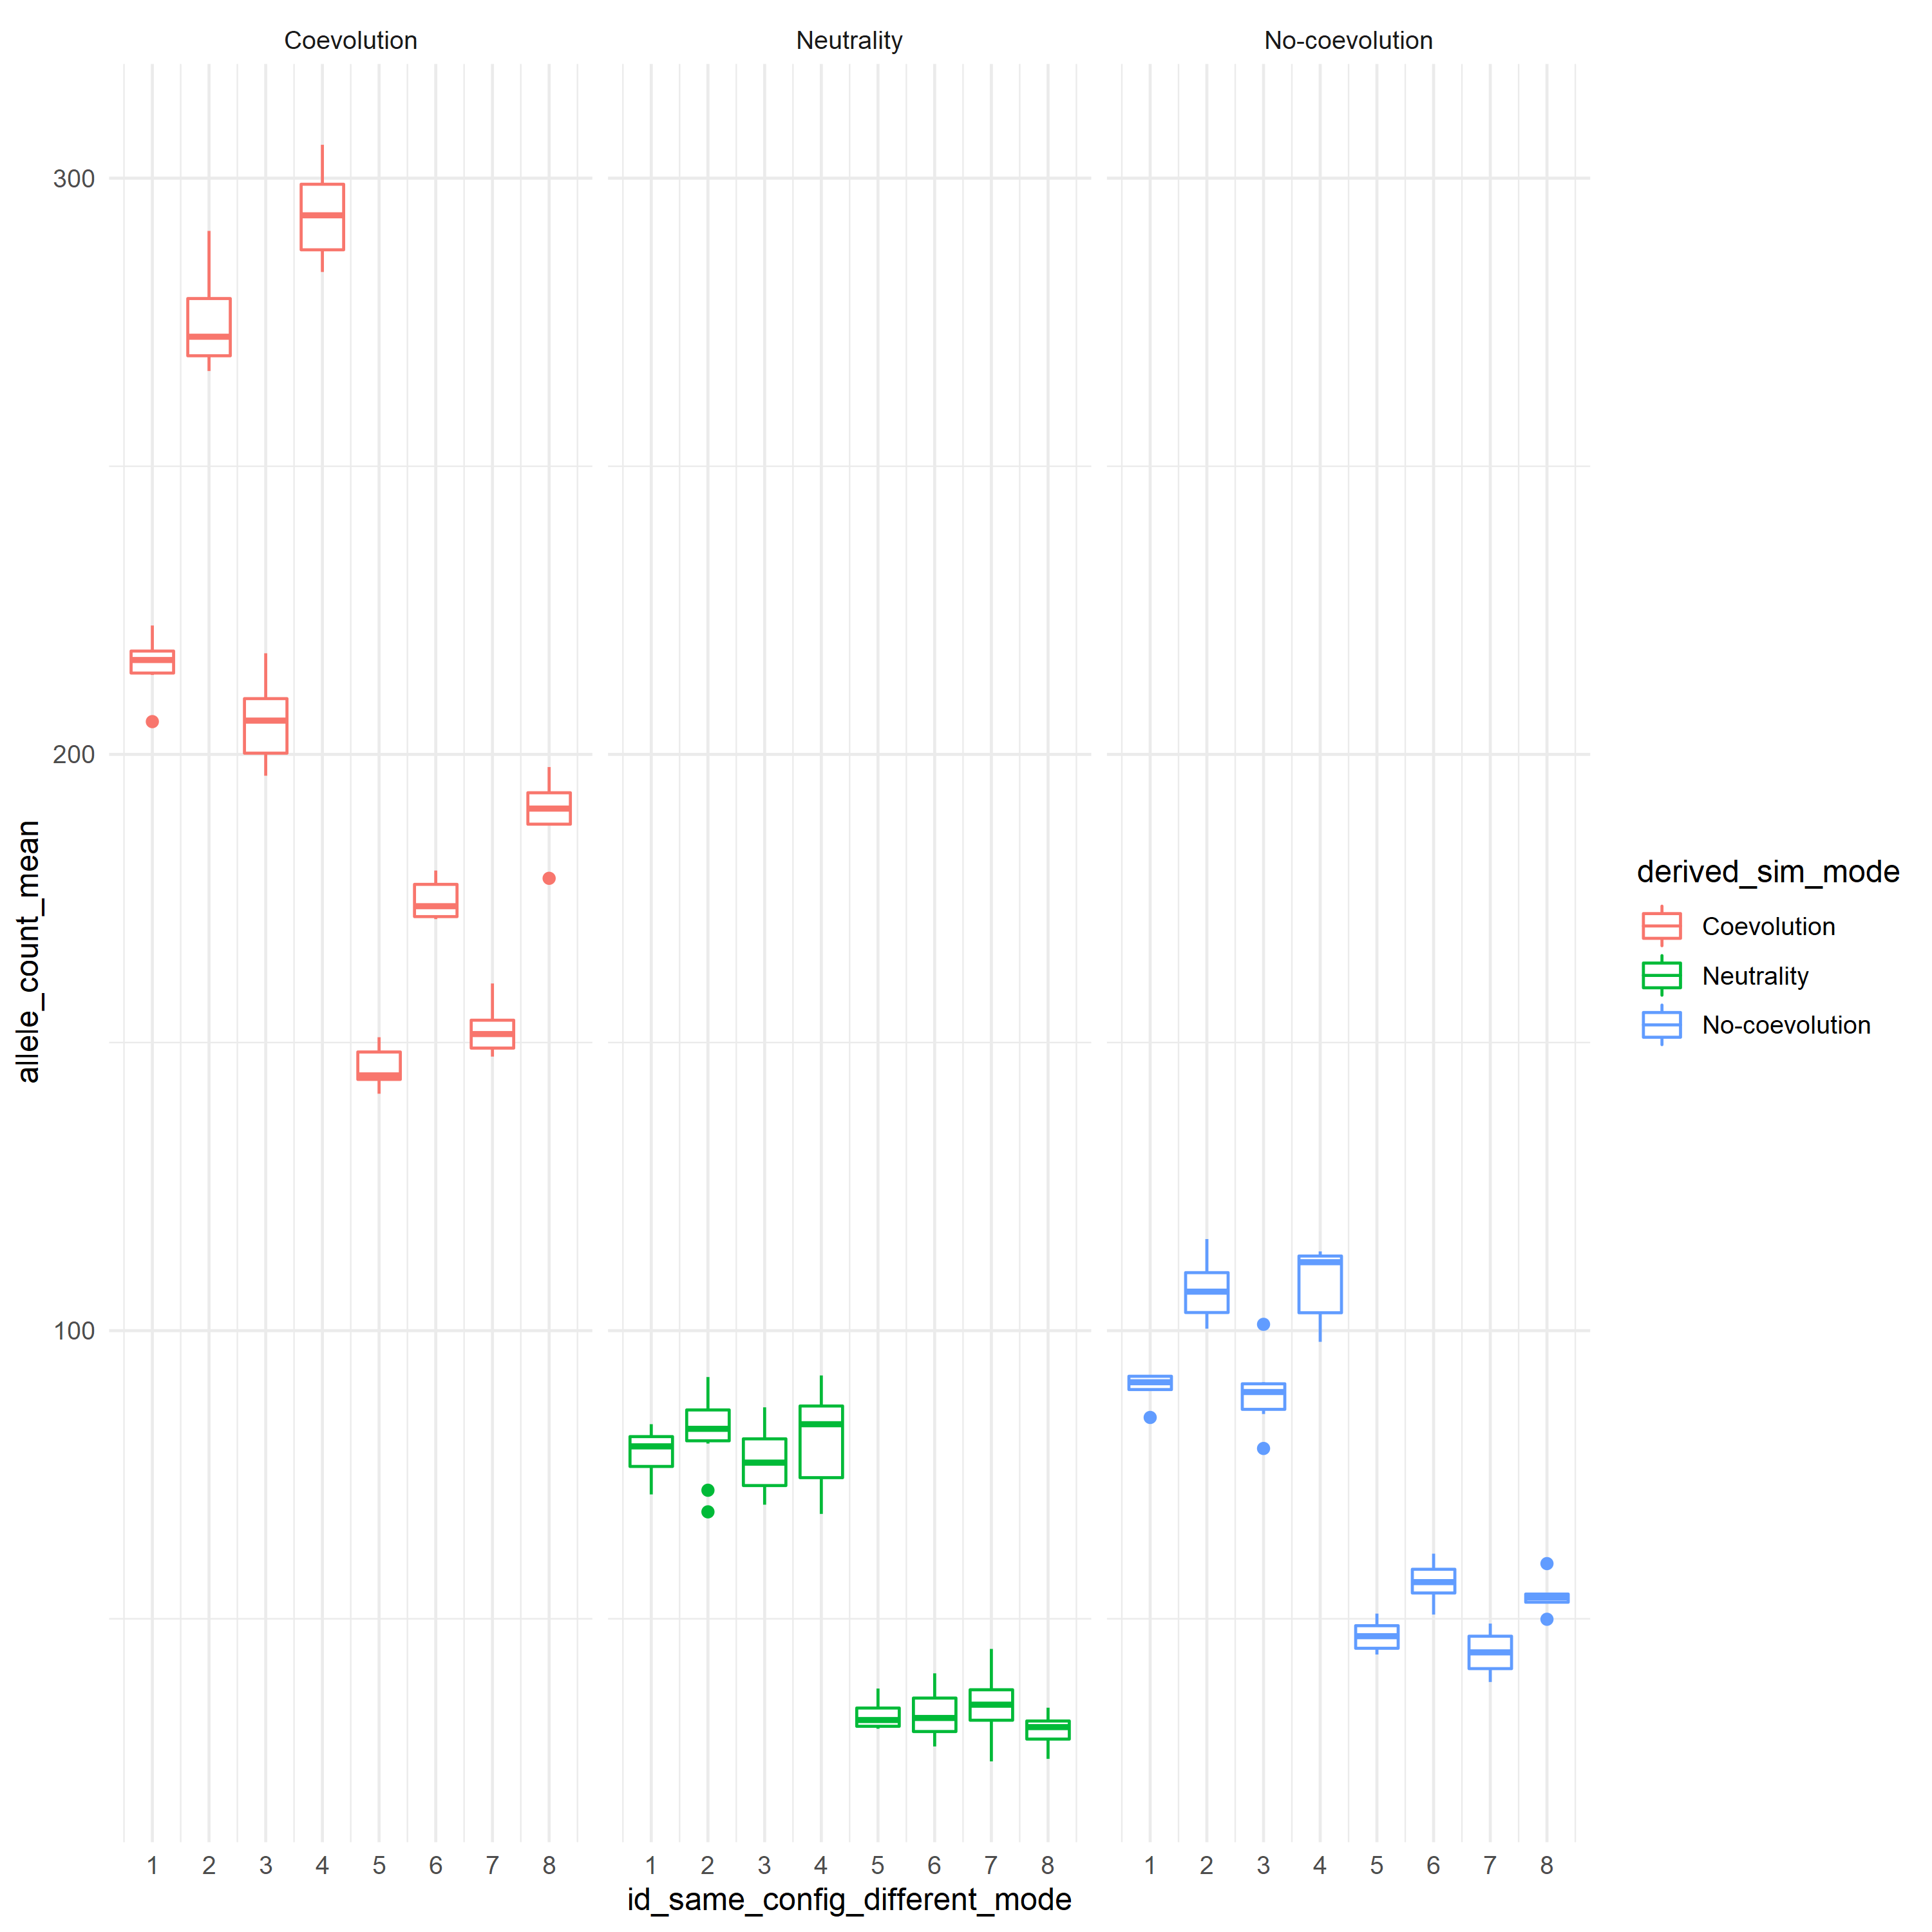 Coevolution Neutrality No-coevolution
300
200
100
allele_count_mean
1 2 3 4 5 6 7 8 1 2 3 4 5 6 7 8 1 2 3 4 5 6 7 8
id_same_config_different_mode
derived_sim_mode
Coevolution
Neutrality
No-coevolution